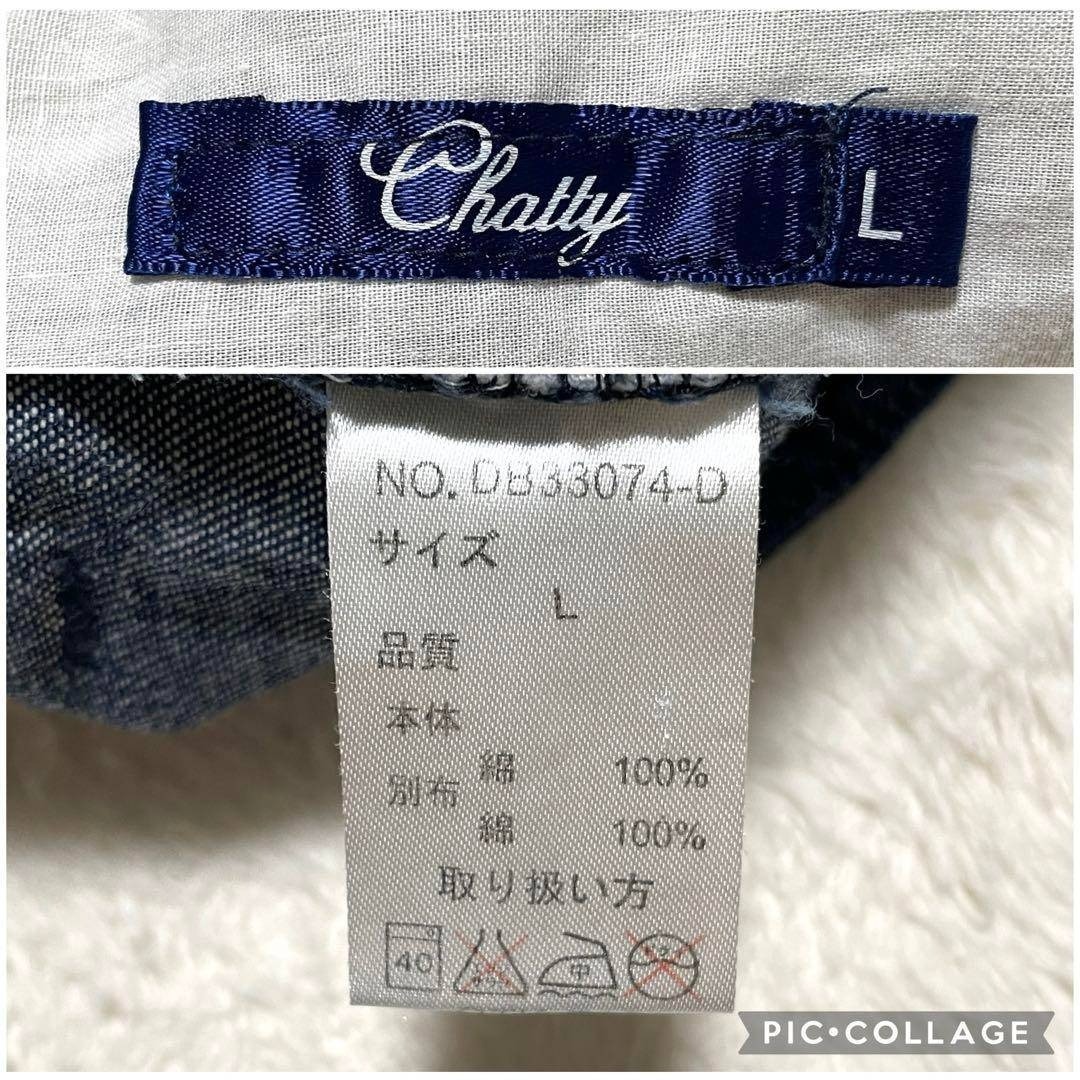 Chatty
L
NO. DB33074-D
サイズ
L
品質
本体
綿 100%
別布
綿 100%
取り扱い方
40
中
PIC•COLLAGE